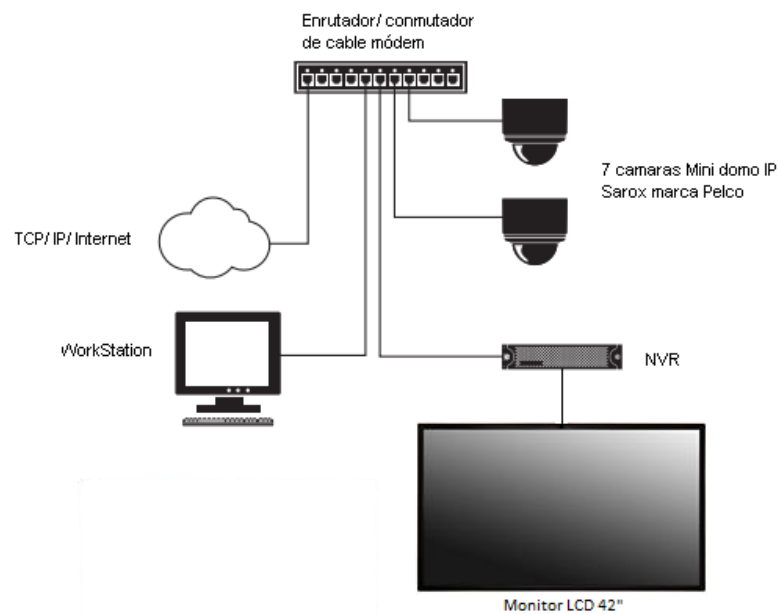 Enrutador/ conmutador
de cable módem
7 camaras Mini domo IP
Sarox marca Pelco
TCP/ IP/ Internet
WorkStation
NVR
Monitor LCD 42"